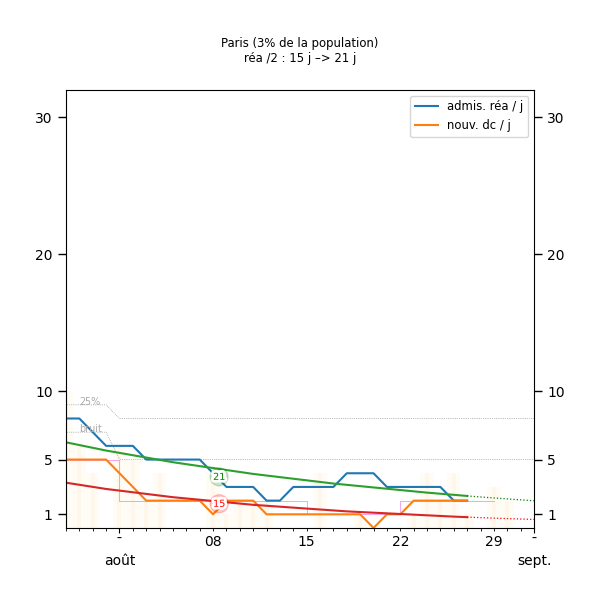 Paris (3% de la population)
réa /2 : 15 j –> 21 j
admis. réa / j
nouv. dc / j
30
30
20
20
10
10
25%
bruit
5
5
21
15
1
1
-
08
15
22
29
-
août
sept.